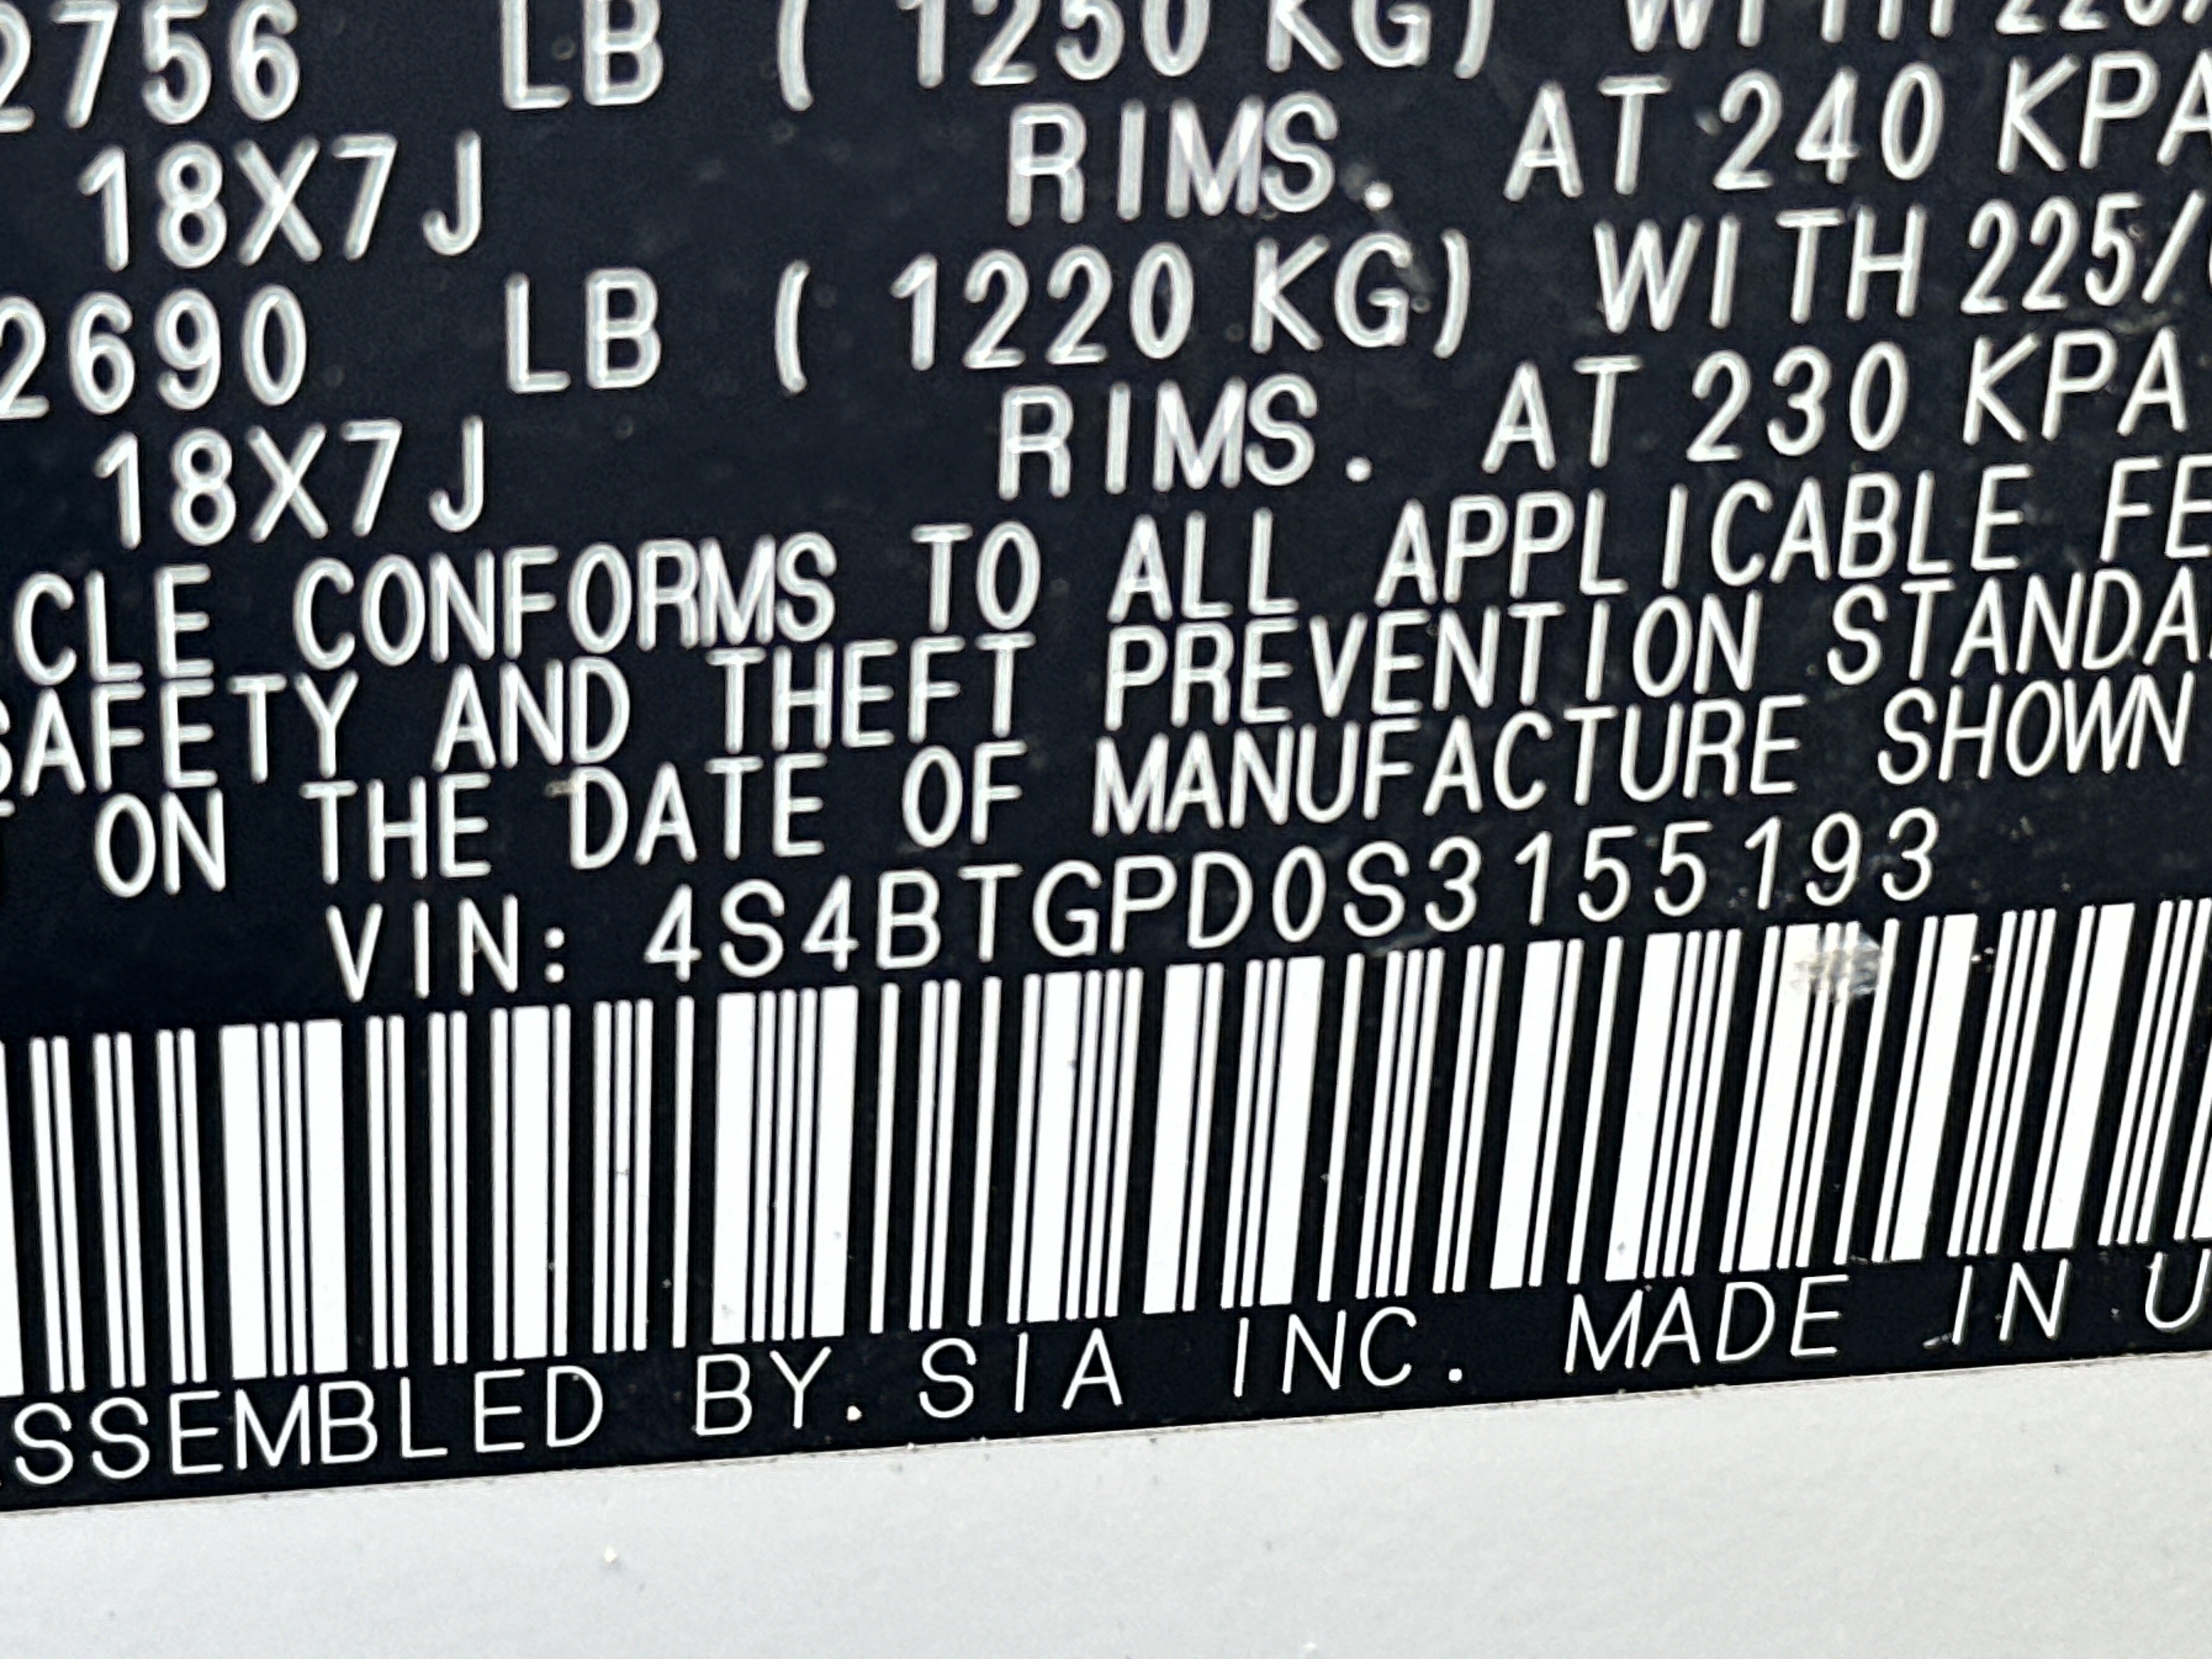 2756 LB ( 1250 KG) WITH
18X7J RIMS. AT 240 KPA
2690 LB ( 1220 KG) WITH 225/
18X7J RIMS. AT 230 KPA
CLE CONFORMS TO ALL APPLICABLE FE
SAFETY AND THEFT PREVENTION STANDA
ON THE DATE OF MANUFACTURE SHOWN
VIN: 4S4BTGPD0S3155193
SSEMBLED BY. SIA INC. MADE IN U